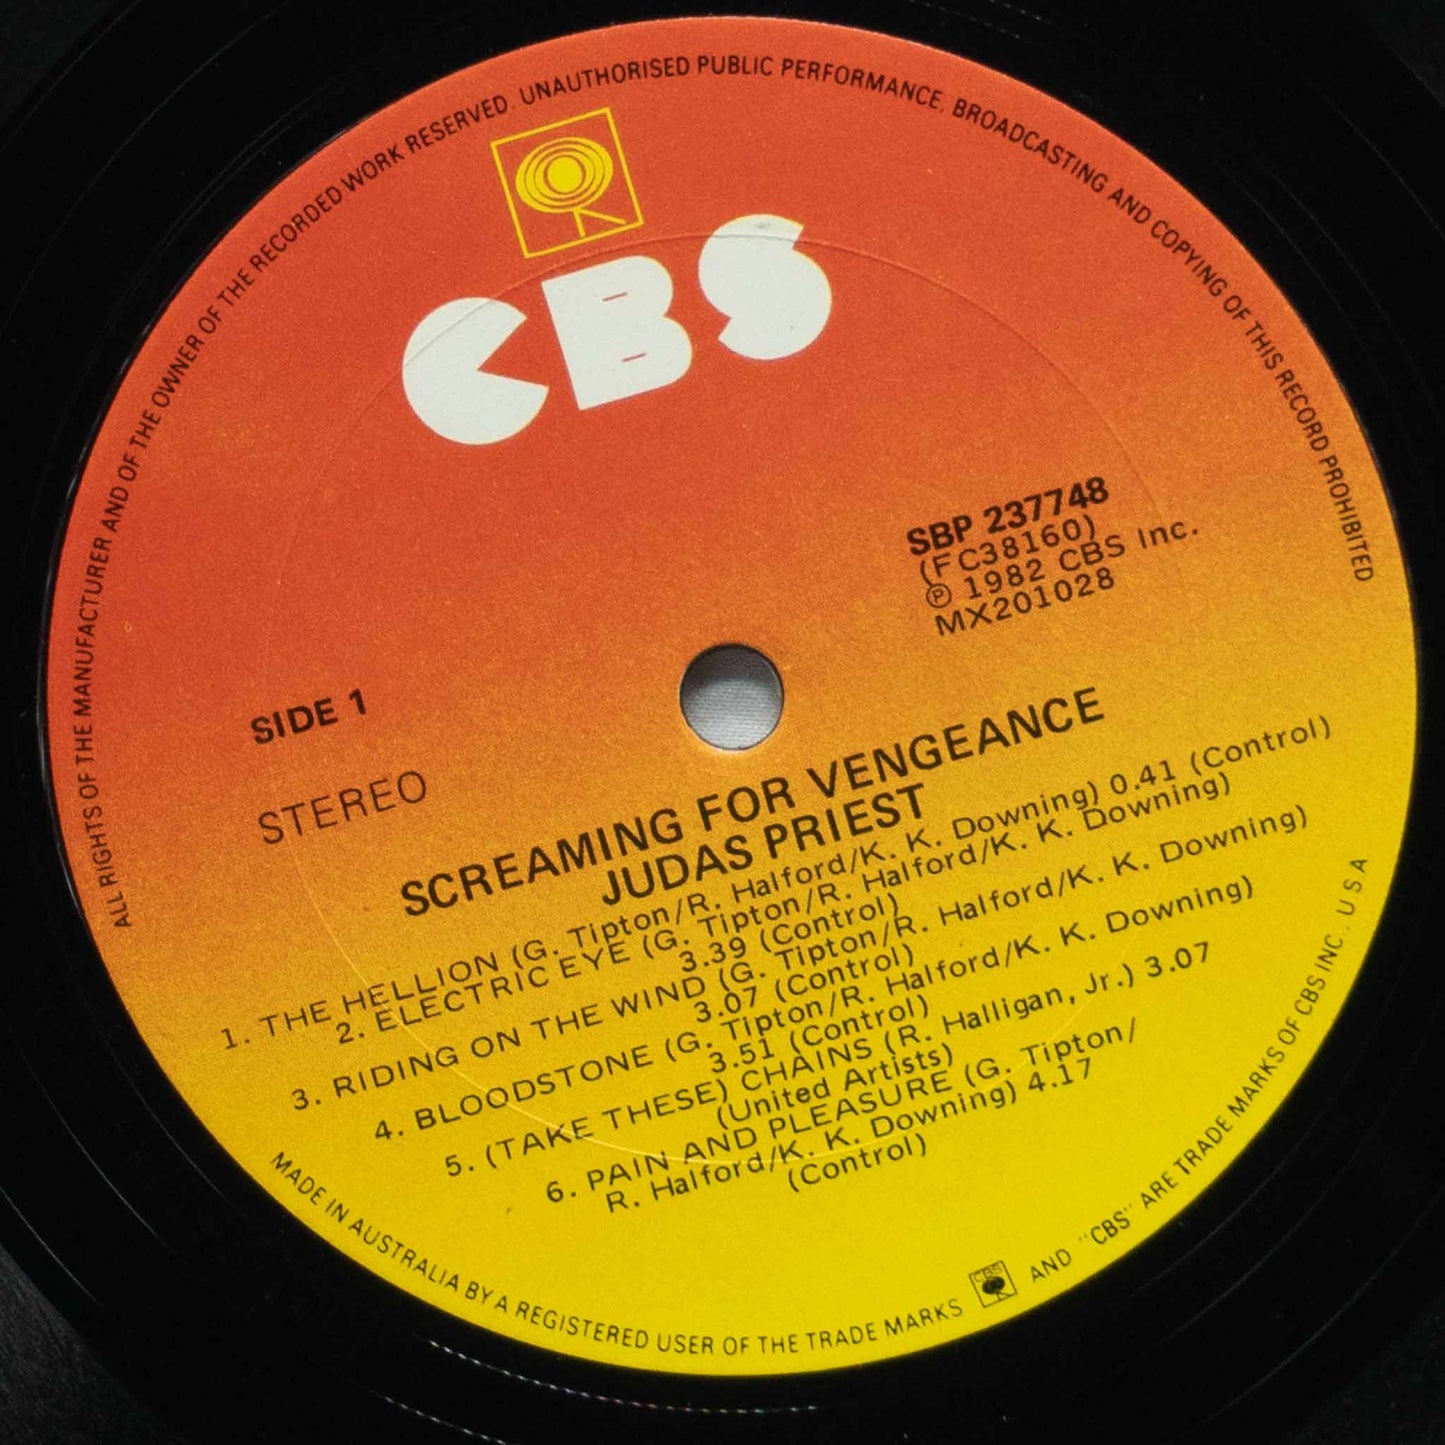 ALL RIGHTS OF THE MANUFACTURER AND OF THE OWNER OF THE RECORDED WORK RESERVED. UNAUTHORISED PUBLIC PERFORMANCE, BROADCASTING AND COPYING OF THIS RECORD PROHIBITED
CBS
SBP 237748
(FC38160)
℗ 1982 CBS Inc.
MX201028
SIDE 1
STEREO
SCREAMING FOR VENGEANCE
JUDAS PRIEST
1. THE HELLION (G. Tipton/R. Halford/K. K. Downing) 0.41 (Control)
2. ELECTRIC EYE (G. Tipton/R. Halford/K. K. Downing)
3.39 (Control)
3. RIDING ON THE WIND (G. Tipton/R. Halford/K. K. Downing)
3.07 (Control)
4. BLOODSTONE (G. Tipton/R. Halford/K. K. Downing)
3.51 (Control)
5. (TAKE THESE) CHAINS (R. Halligan, Jr.) 3.07
(United Artists)
6. PAIN AND PLEASURE (G. Tipton/
R. Halford/K. K. Downing) 4.17
(Control)
MADE IN AUSTRALIA BY A REGISTERED USER OF THE TRADE MARKS CBS AND "CBS" ARE TRADE MARKS OF CBS INC., U.S.A